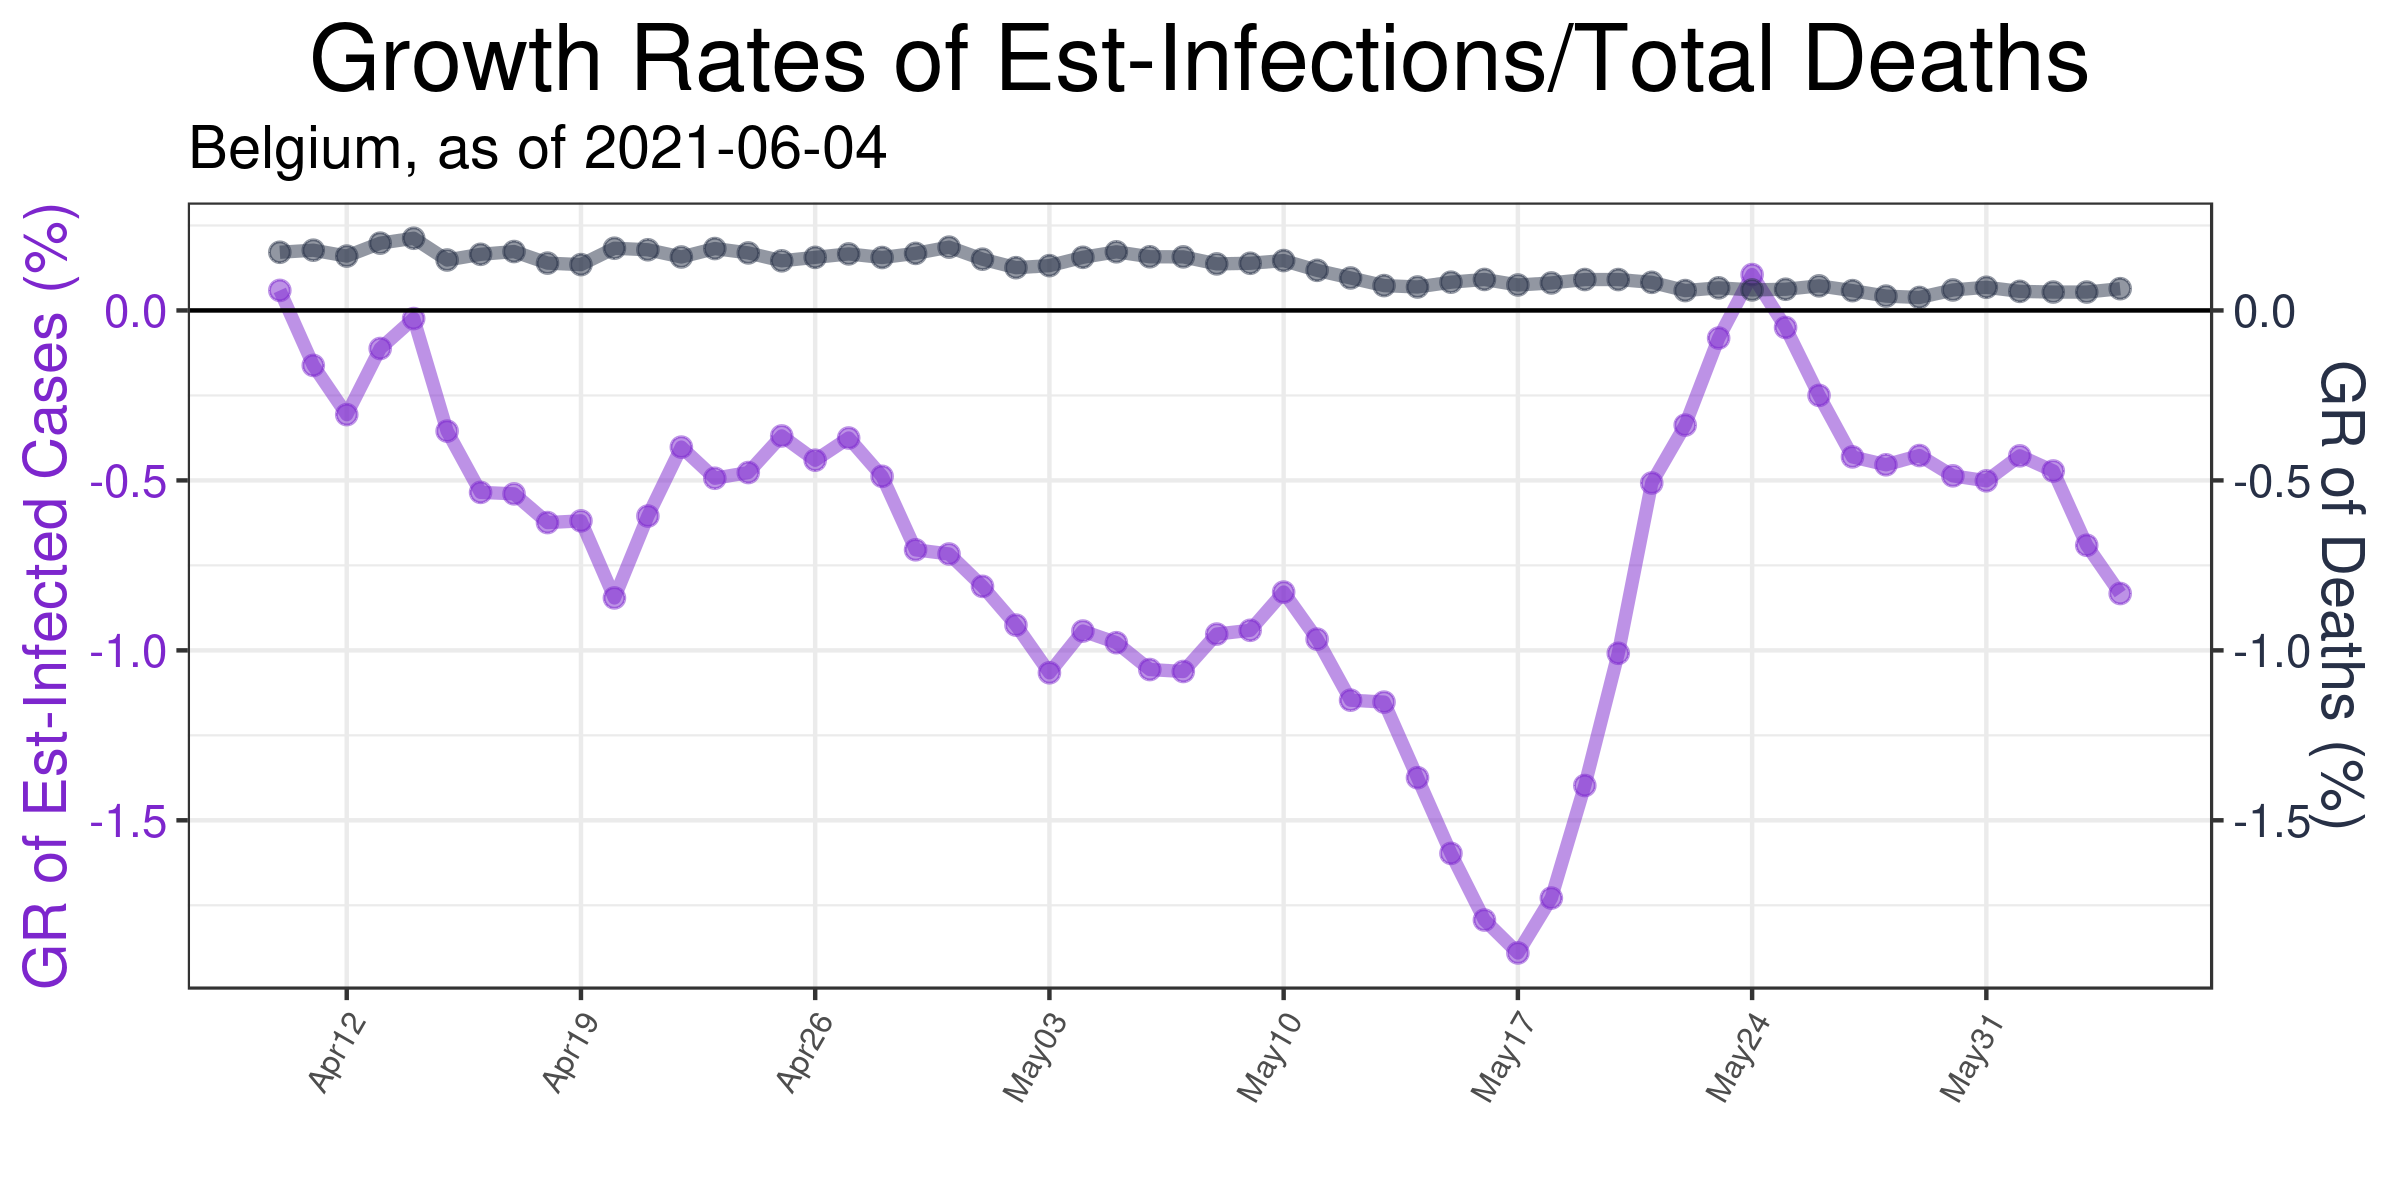 Growth Rates of Est-Infections/Total Deaths
Belgium, as of 2021-06-04
GR of Est-Infected Cases (%)
0.0
-0.5
-1.0
-1.5
0.0
-0.5
-1.0
-1.5
GR of Deaths (%)
Apr12
Apr19
Apr26
May03
May10
May17
May24
May31